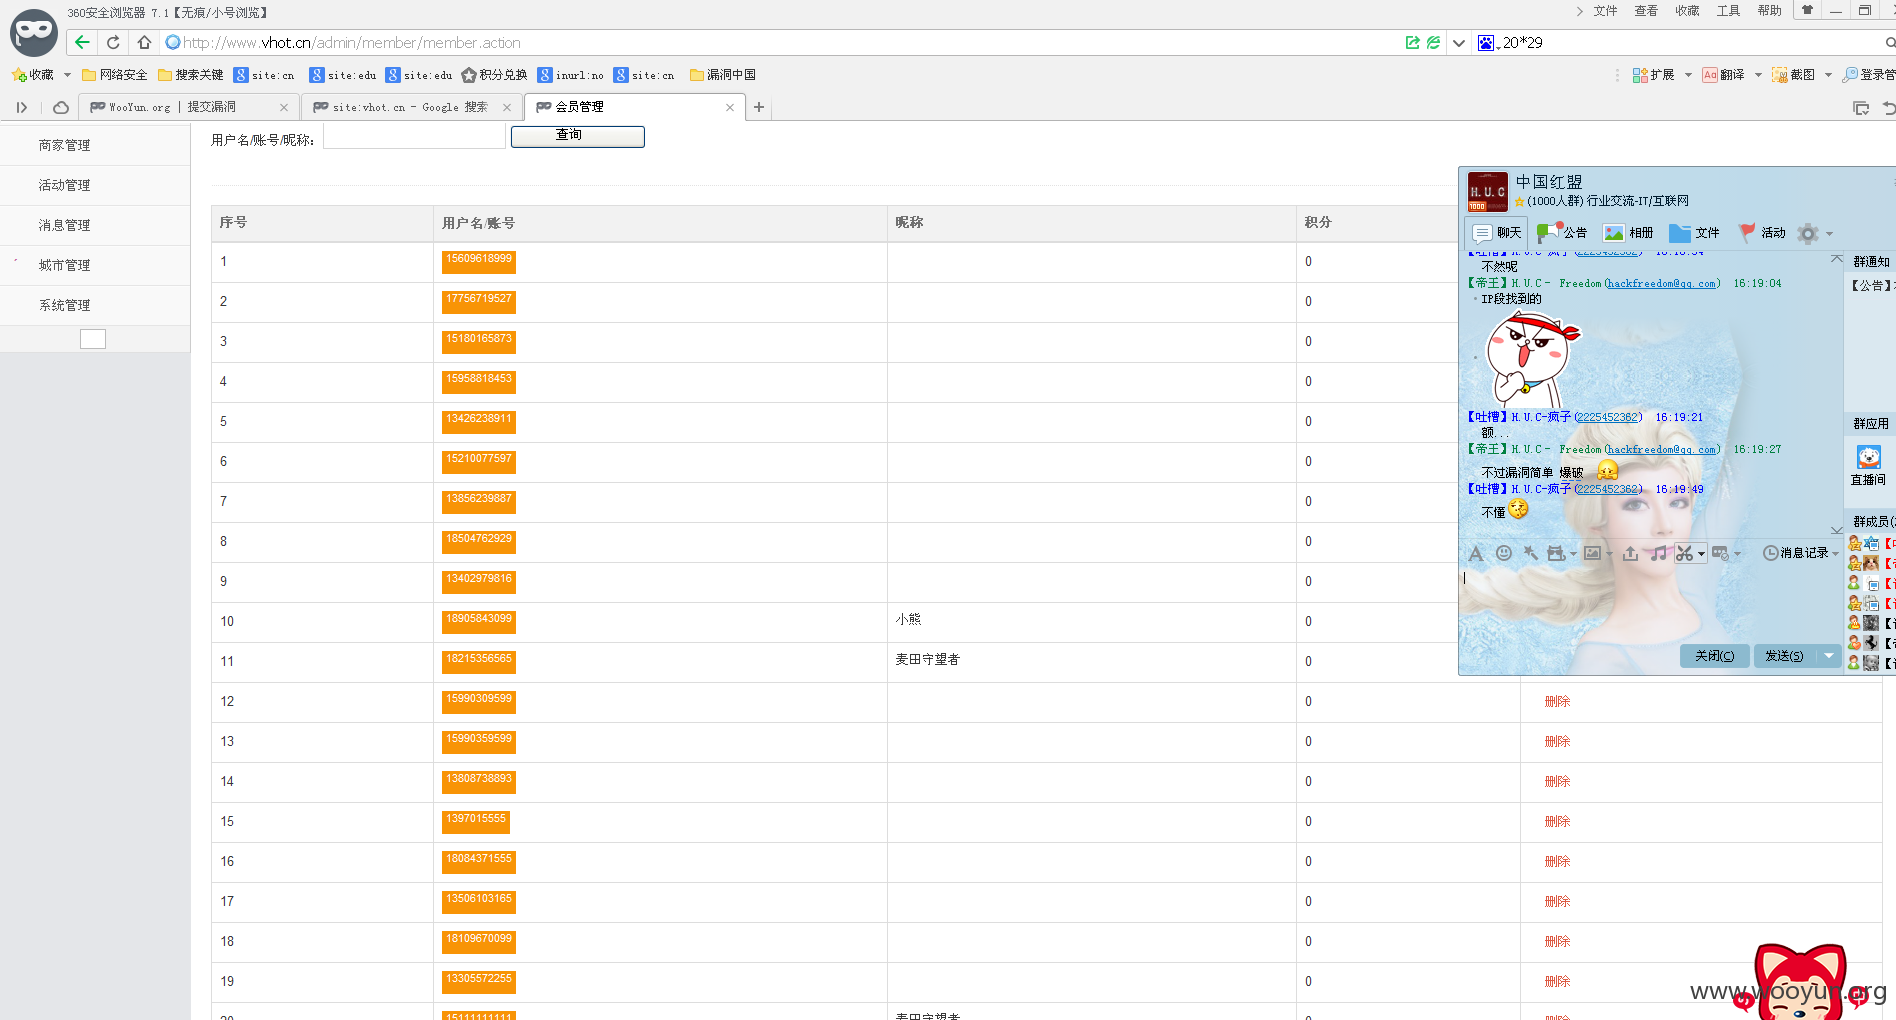 360安全浏览器 7.1【无痕/小号浏览】
文件 查看 收藏 工具 帮助
http://www.vhot.cn/admin/member/member.action
20*29
收藏 网络安全 搜索关键 site:cn site:edu site:edu 积分兑换 inurl:no site:cn 漏洞中国
扩展 翻译 截图 登录管
WooYun.org | 提交漏洞
site:vhot.cn - Google 搜索
会员管理
商家管理
活动管理
消息管理
城市管理
系统管理
用户名/账号/昵称:
查询
序号 用户名/账号 昵称 积分
1 15609618999 0
2 17756719527 0
3 15180165873 0
4 15958818453 0
5 13426238911 0
6 15210077597 0
7 13856239887 0
8 18504762929 0
9 13402979816 0
10 18905843099 小熊 0
11 18215356565 麦田守望者 0
12 15990309599 0 删除
13 15990359599 0 删除
14 13808738893 0 删除
15 1397015555 0 删除
16 18084371555 0 删除
17 13506103165 0 删除
18 18109670099 0 删除
19 13305572255 0 删除
20 15111111111 麦田守望者 0 删除
H.U.C
1000
中国红盟
(1000人群) 行业交流-IT/互联网
聊天 公告 相册 文件 活动
【吐槽】H.U.C-疯子(2225452362) 16:18:54
不然呢
【帝王】H.U.C- Freedom(hackfreedom@qq.com) 16:19:04
IP段找到的
【吐槽】H.U.C-疯子(2225452362) 16:19:21
额...
【帝王】H.U.C- Freedom(hackfreedom@qq.com) 16:19:27
不过漏洞简单 爆破
【吐槽】H.U.C-疯子(2225452362) 16:19:49
不懂
消息记录
关闭(C) 发送(S)
群通知
【公告】
群应用
直播间
群成员(
www.wooyun.org